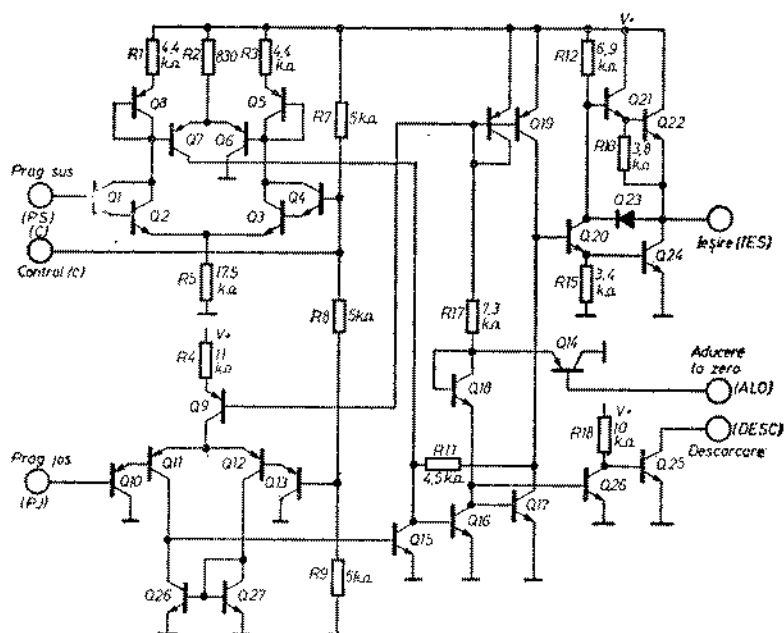 V+
R1
4,4
kΩ
R2
830
R3
4,4
kΩ
R12
6,9
kΩ
Q8
Q5
Q21
Q22
Q7
Q6
R7
5kΩ
Q19
3,8
kΩ
Prag sus
Q1
(PS)
(C)
Q2
Q3
Q4
Q23
Q20
Q24
Ieşire (IES)
Control (C)
R5
17,5
kΩ
R15
3,4
kΩ
R8
5kΩ
R17
7,3
kΩ
V+
R4
11
kΩ
Q14
Aducere
la zero
(ALO)
Q18
Q9
V+
R18
10
kΩ
(DESC)
Descarcare
Prag jos
(PJ)
Q10
Q11
Q12
Q13
R11
4,5kΩ
Q26
Q25
Q15
Q16
Q17
R9
5kΩ
Q26
Q27